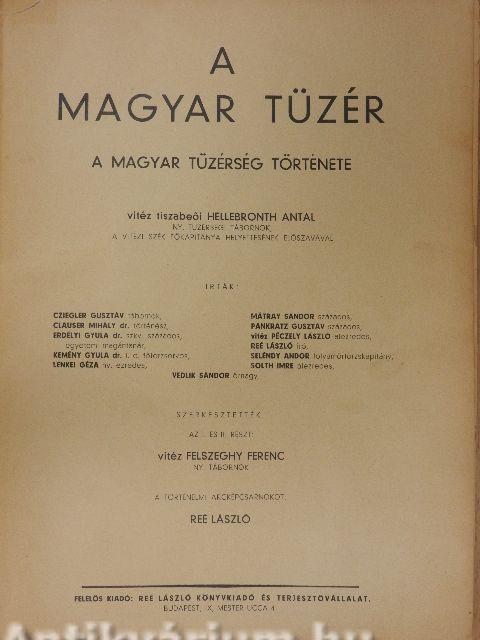 A
MAGYAR TÜZÉR
A MAGYAR TÜZÉRSÉG TÖRTÉNETE
vitéz tiszabeői HELLEBRONTH ANTAL
NY. TÜZÉRSÉGI TÁBORNOK,
A VITÉZI SZÉK FŐKAPITÁNYA HELYETTESÉNEK ELŐSZAVÁVAL
IRTÁK:
CZIEGLER GUSZTÁV tábornok,
CLAUSER MIHÁLY dr. történész,
ERDÉLYI GYULA dr. szkv. százados,
egyetemi magántanár,
KEMÉNY GYULA dr. t. c. főtörzsorvos,
LENKEI GÉZA ny. ezredes,
MÁTRAY SÁNDOR százados,
PANKRATZ GUSZTÁV százados,
vitéz PÉCZELY LÁSZLÓ alezredes,
REÉ LÁSZLÓ író,
SELÉNDY ANDOR folyamőrtörzskapitány,
SOLTH IMRE alezredes,
VEDLIK SÁNDOR őrnagy,
SZERKESZTETTÉK
AZ I. ÉS II. RÉSZT:
vitéz FELSZEGHY FERENC
NY. TÁBORNOK
A TÖRTÉNELMI ARCKÉPCSARNOKOT:
REÉ LÁSZLÓ
FELELŐS KIADÓ: REÉ LÁSZLÓ KÖNYVKIADÓ ÉS TERJESZTŐVÁLLALAT.
BUDAPEST, IX, MESTER UCCA 4
Antikvárium.hu